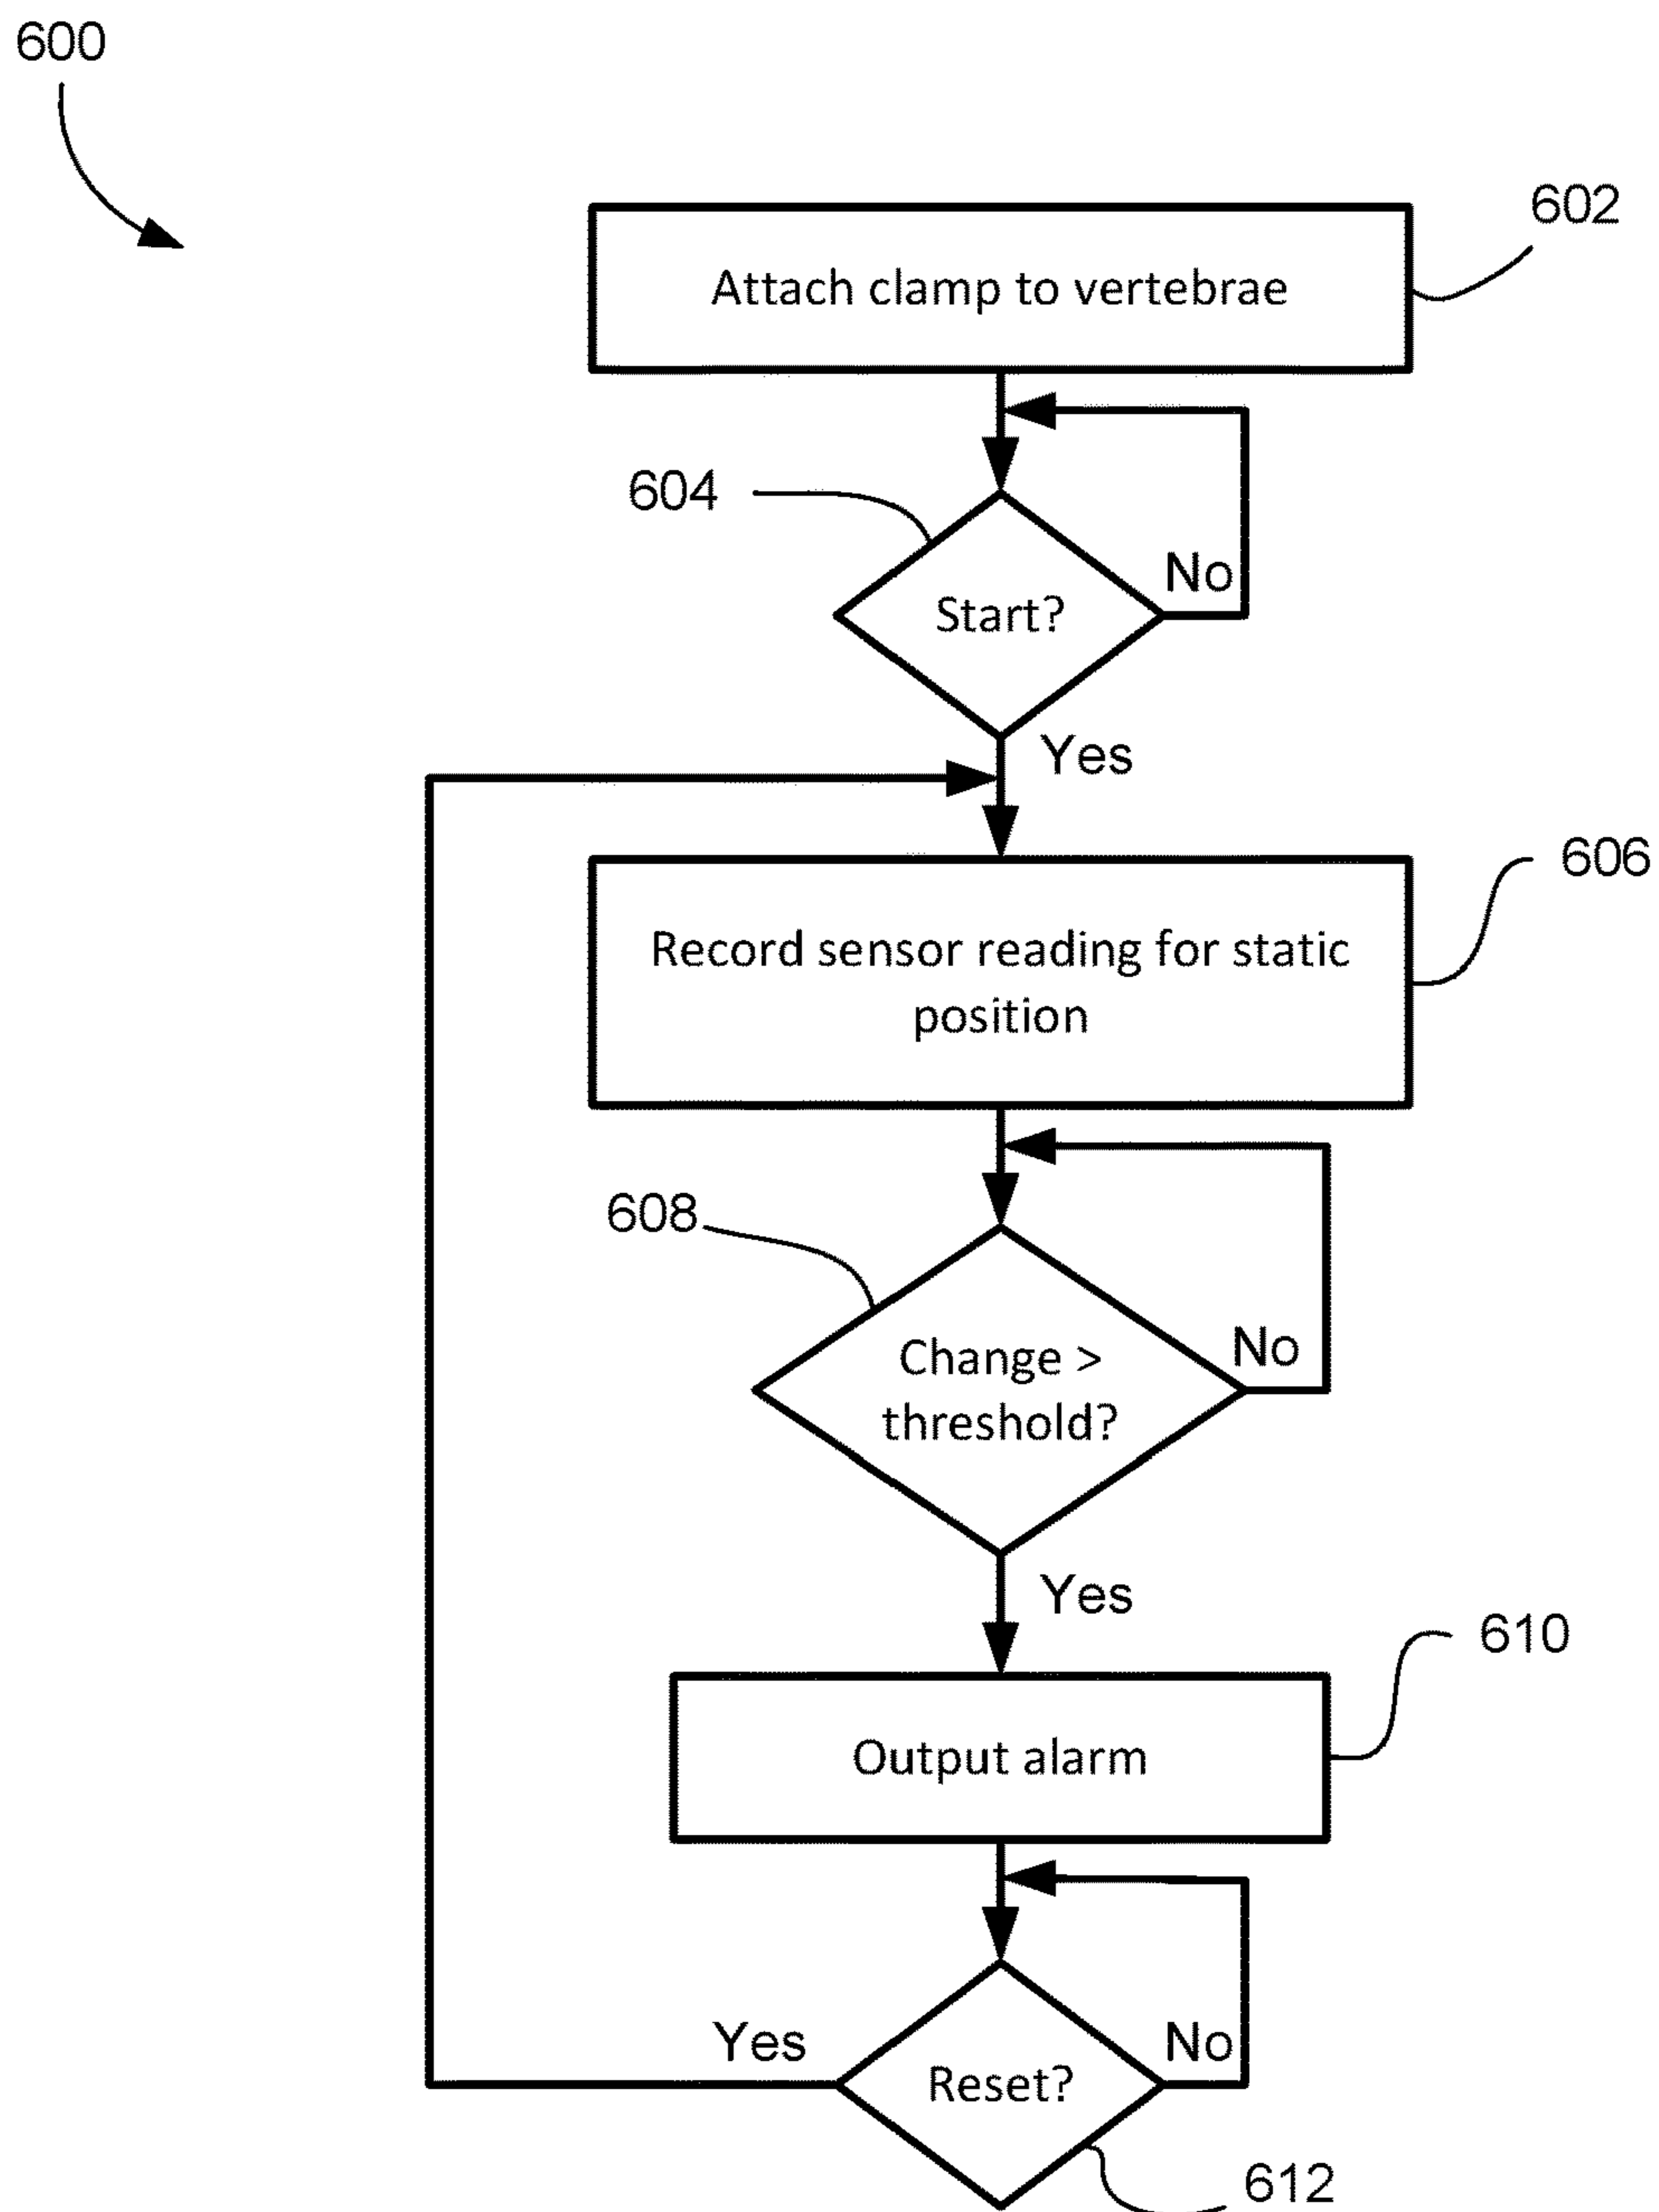 600
602
Attach clamp to vertebrae
604
No
Start?
Yes
606
Record sensor reading for static
position
608
No
Change >
threshold?
Yes
610
Output alarm
Yes
No
Reset?
612